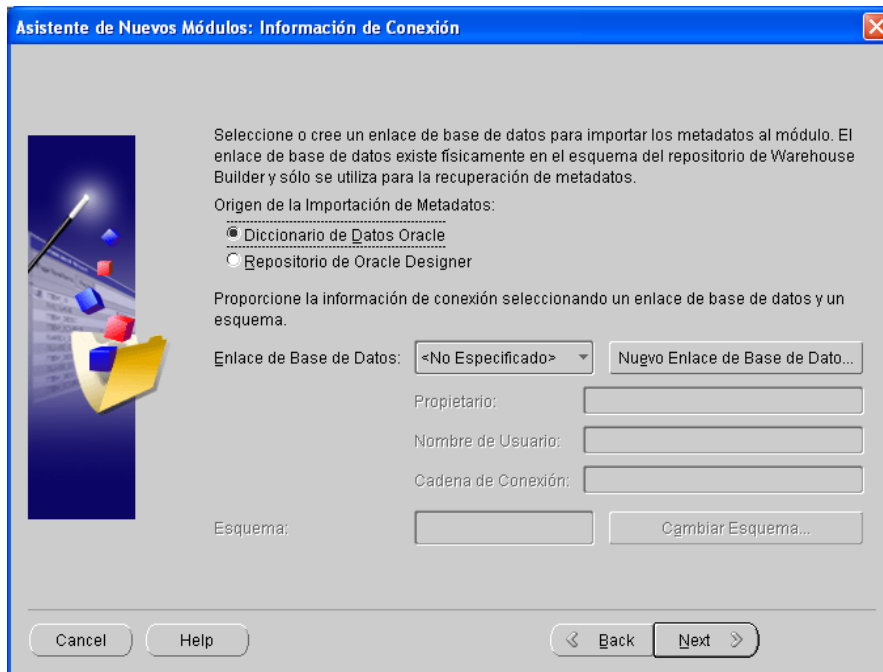 Asistente de Nuevos Módulos: Información de Conexión
Seleccione o cree un enlace de base de datos para importar los metadatos al módulo. El
enlace de base de datos existe físicamente en el esquema del repositorio de Warehouse
Builder y sólo se utiliza para la recuperación de metadatos.
Origen de la Importación de Metadatos:
Diccionario de Datos Oracle
Repositorio de Oracle Designer
Proporcione la información de conexión seleccionando un enlace de base de datos y un
esquema.
Enlace de Base de Datos: <No Especificado> Nuevo Enlace de Base de Dato...
Propietario:
Nombre de Usuario:
Cadena de Conexión:
Esquema: Cambiar Esquema...
Cancel Help Back Next